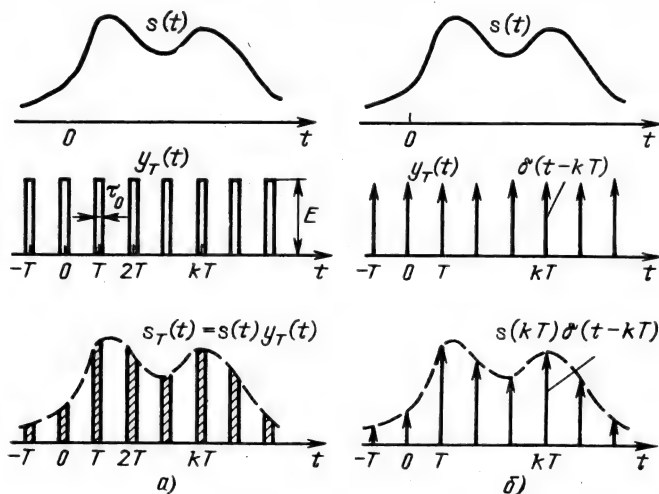 s(t)
0 t
s(t)
0 t
y_T(t)
τ_0
E
-T 0 T 2T kT t
y_T(t) δ(t-kT)
-T 0 T kT t
s_T(t) = s(t) y_T(t)
-T 0 T 2T kT t
а)
s(kT) δ(t-kT)
-T 0 T kT t
б)